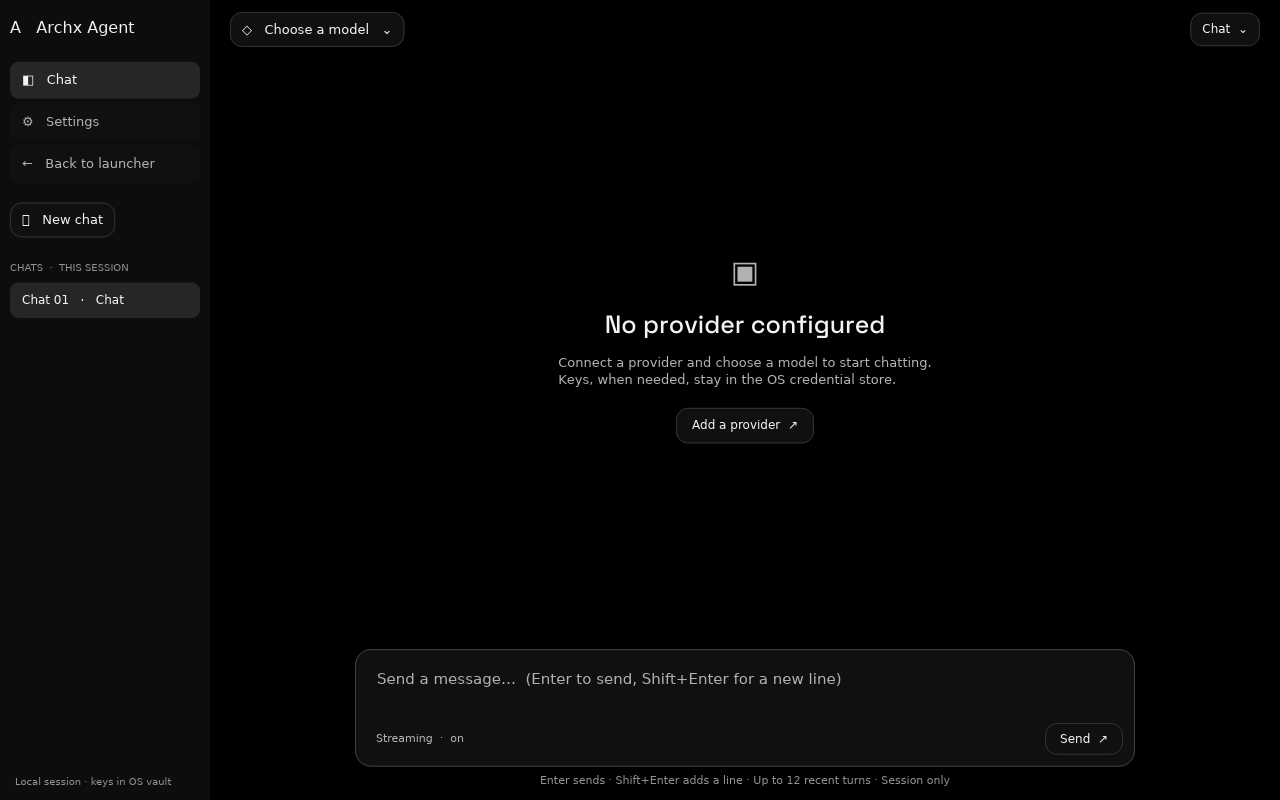 A Archx Agent
Choose a model
Chat
Chat
Settings
← Back to launcher
New chat
CHATS · THIS SESSION
Chat 01 · Chat
No provider configured
Connect a provider and choose a model to start chatting.
Keys, when needed, stay in the OS credential store.
Add a provider ↗
Send a message... (Enter to send, Shift+Enter for a new line)
Streaming · on
Send ↗
Local session · keys in OS vault
Enter sends · Shift+Enter adds a line · Up to 12 recent turns · Session only